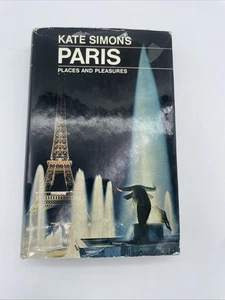 KATE SIMONS
PARIS
PLACES AND PLEASURES